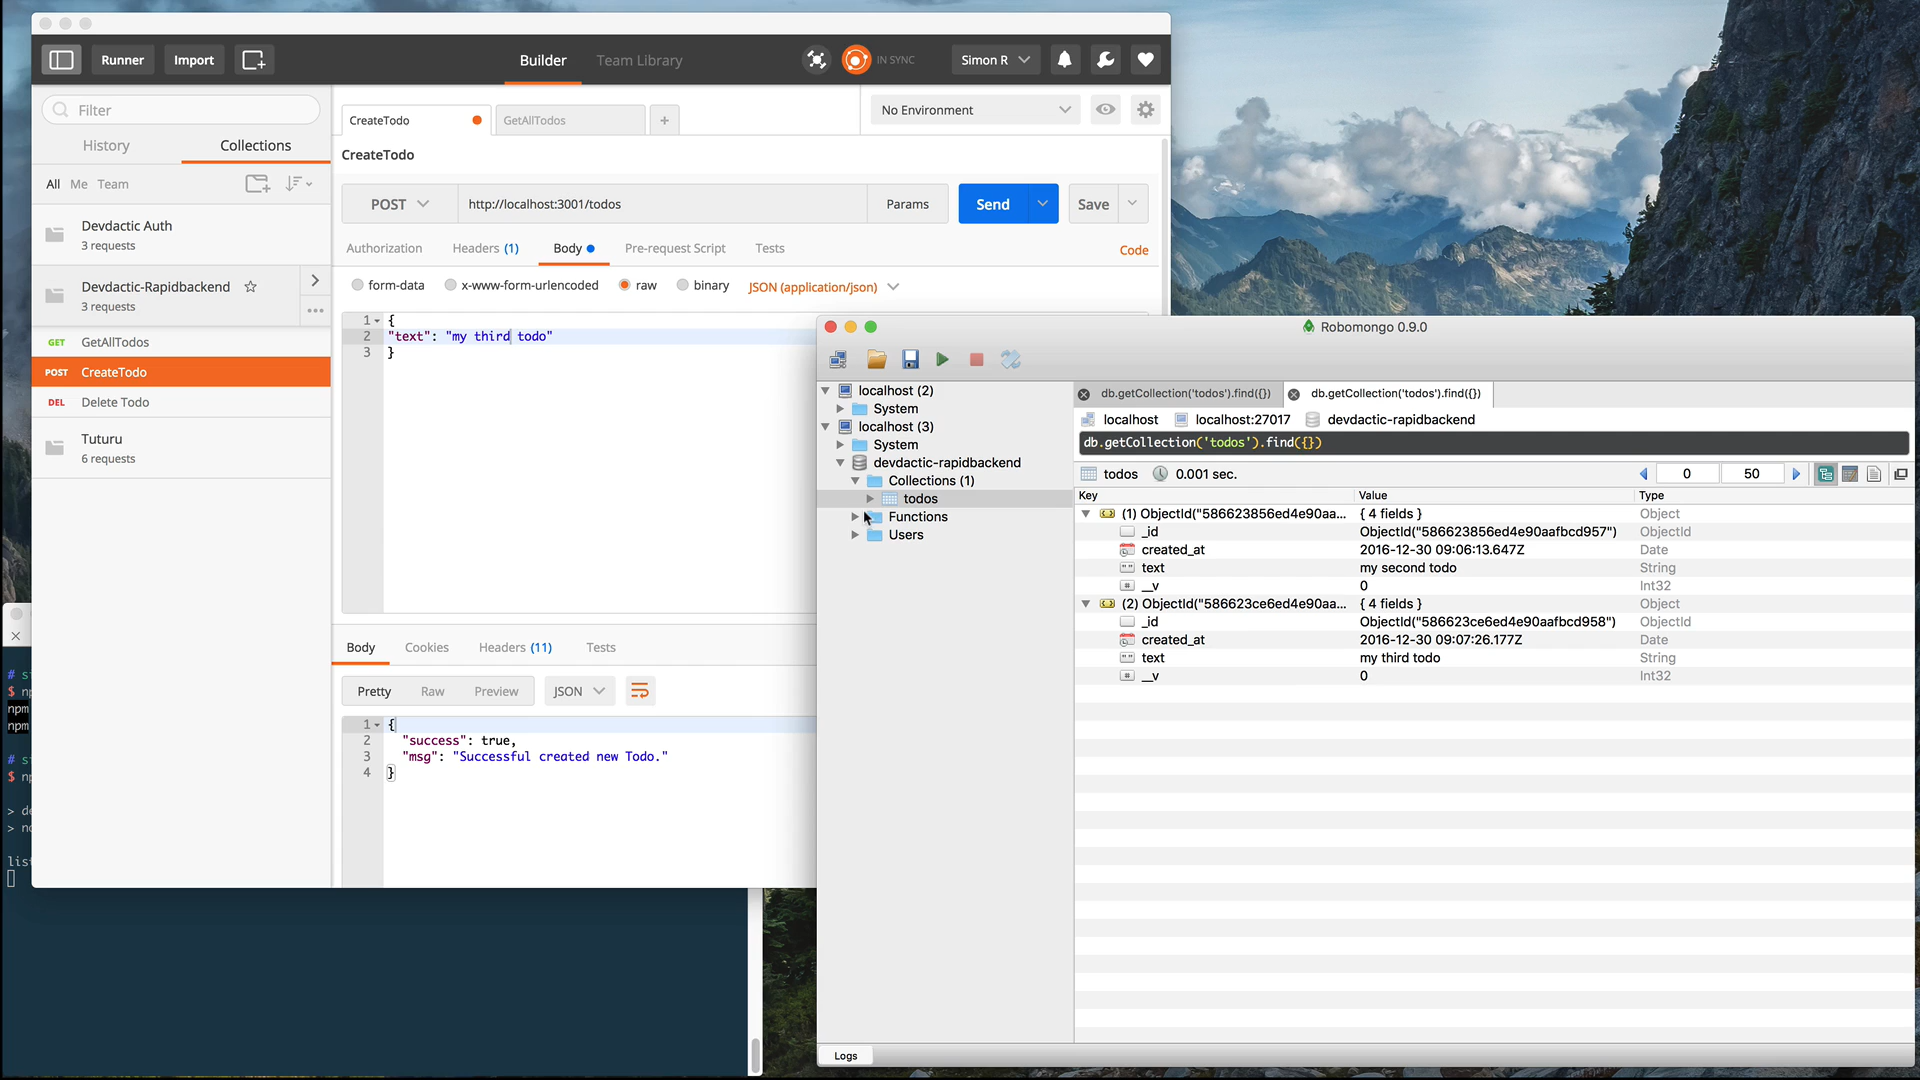 Runner
Import
Builder
Team Library
IN SYNC
Simon R
Filter
History
Collections
All
Me
Team
Devdactic Auth
3 requests
Devdactic-Rapidbackend
3 requests
GET GetAllTodos
POST CreateTodo
DEL Delete Todo
Tuturu
6 requests
CreateTodo
GetAllTodos
No Environment
CreateTodo
POST
http://localhost:3001/todos
Params
Send
Save
Authorization
Headers (1)
Body
Pre-request Script
Tests
Code
form-data
x-www-form-urlencoded
raw
binary
JSON (application/json)
1 {
2 "text": "my third todo"
3 }
Body
Cookies
Headers (11)
Tests
Pretty
Raw
Preview
JSON
1 {
2 "success": true,
3 "msg": "Successful created new Todo."
4 }
$
npm
npm
$
>
>
Robomongo 0.9.0
localhost (2)
System
localhost (3)
System
devdactic-rapidbackend
Collections (1)
todos
Functions
Users
db.getCollection('todos').find({})
db.getCollection('todos').find({})
localhost
localhost:27017
devdactic-rapidbackend
db.getCollection('todos').find({})
todos
0.001 sec.
0
50
Key Value Type
(1) ObjectId("586623856ed4e90aa... { 4 fields } Object
_id ObjectId("586623856ed4e90aafbcd957") ObjectId
created_at 2016-12-30 09:06:13.647Z Date
text my second todo String
__v 0 Int32
(2) ObjectId("586623ce6ed4e90aa... { 4 fields } Object
_id ObjectId("586623ce6ed4e90aafbcd958") ObjectId
created_at 2016-12-30 09:07:26.177Z Date
text my third todo String
__v 0 Int32
Logs